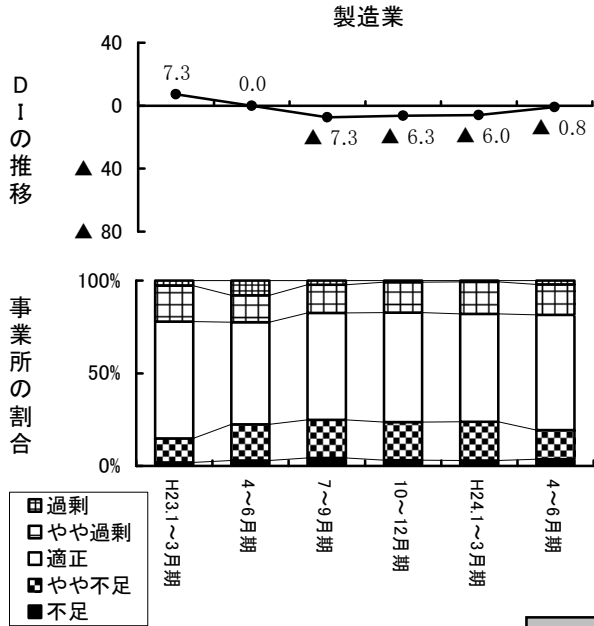 製造業
DIの推移
40
0
▲ 40
▲ 80
7.3
0.0
▲ 7.3
▲ 6.3
▲ 6.0
▲ 0.8
事業所の割合
100%
50%
0%
H23.1～3月期
4～6月期
7～9月期
10～12月期
H24.1～3月期
4～6月期
過剰
やや過剰
適正
やや不足
不足